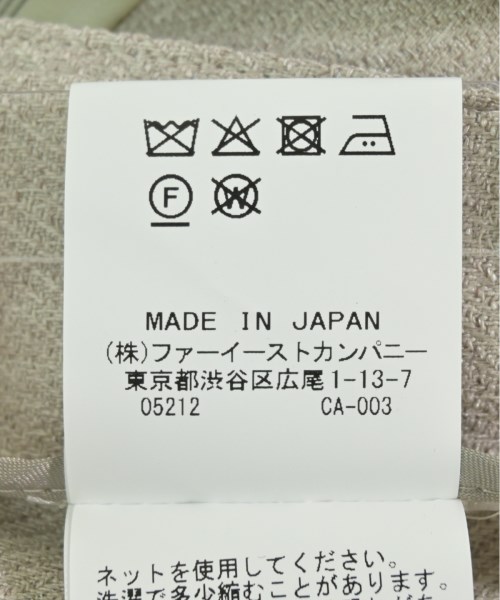 F W
MADE IN JAPAN
(株)ファーイーストカンパニー
東京都渋谷区広尾1-13-7
05212 CA-003
ネットを使用してください。
洗濯で多少縮むことがあります。